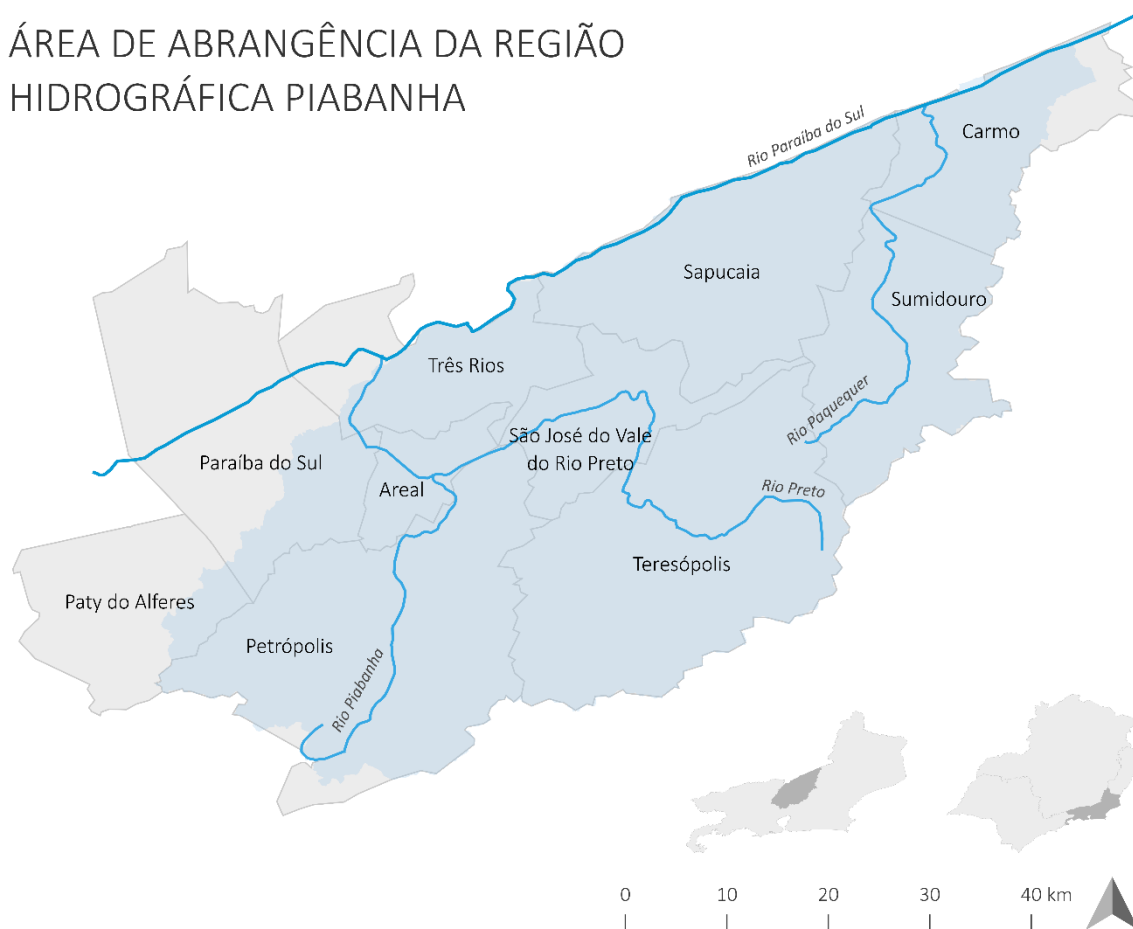 ÁREA DE ABRANGÊNCIA DA REGIÃO
HIDROGRÁFICA PIABANHA
Rio Paraíba do Sul
Carmo
Sapucaia
Sumidouro
Três Rios
Rio Paquequer
São José do Vale
do Rio Preto
Paraíba do Sul
Areal
Rio Preto
Teresópolis
Paty do Alferes
Petrópolis
Rio Piabanha
0 10 20 30 40 km